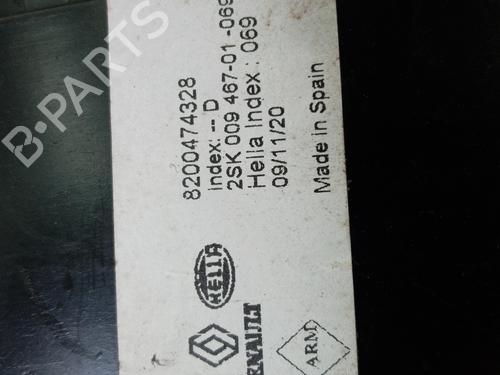 8200474328
index: -- D
2SK 009 467-01 -069
Hella Index : 069
09/11/20
Made in Spain
HELLA
RENAULT
ARM
B-PARTS